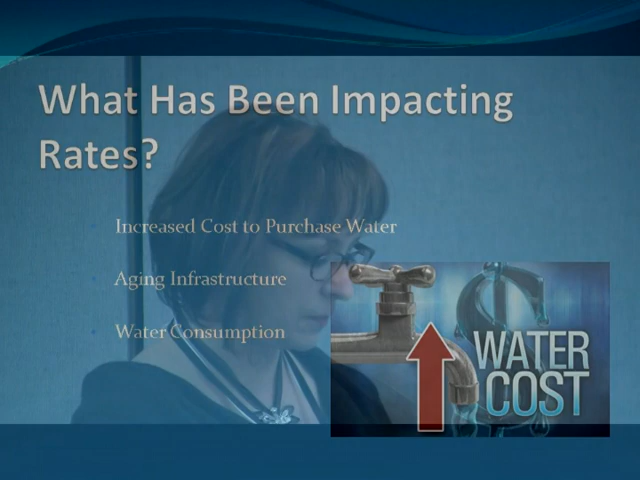 What Has Been Impacting
Rates?
Increased Cost to Purchase Water
Aging Infrastructure
Water Consumption
WATER
COST